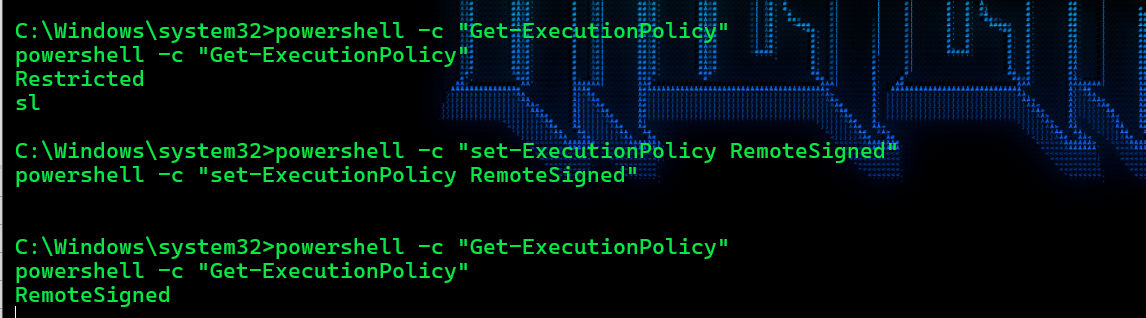 C:\Windows\system32>powershell -c "Get-ExecutionPolicy"
powershell -c "Get-ExecutionPolicy"
Restricted
sl
C:\Windows\system32>powershell -c "set-ExecutionPolicy RemoteSigned"
powershell -c "set-ExecutionPolicy RemoteSigned"
C:\Windows\system32>powershell -c "Get-ExecutionPolicy"
powershell -c "Get-ExecutionPolicy"
RemoteSigned